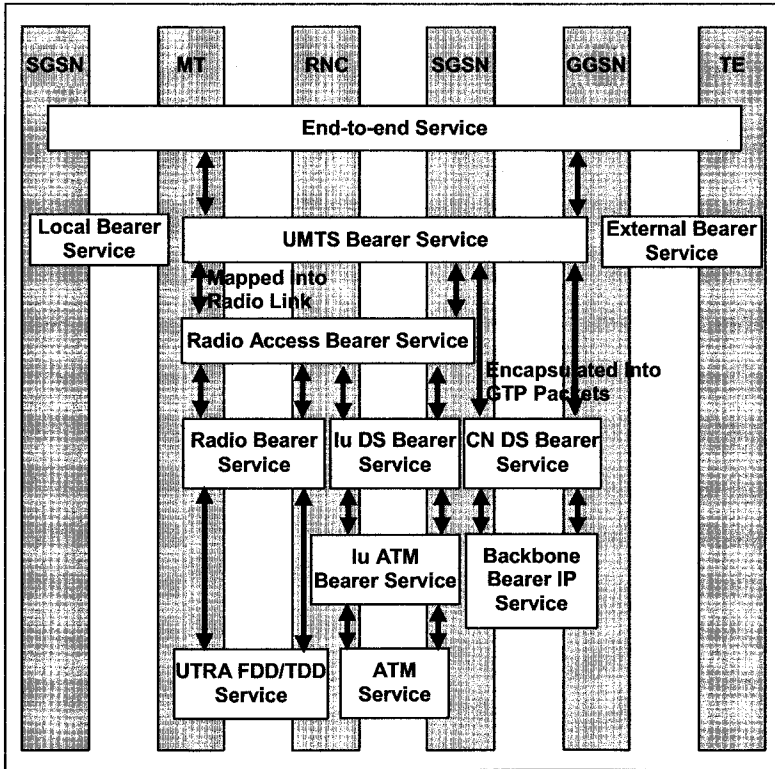 SGSN MT RNC SGSN GGSN TE
End-to-end Service
Local Bearer
Service
UMTS Bearer Service
External Bearer
Service
Mapped into
Radio Link
Radio Access Bearer Service
Encapsulated Into
GTP Packets
Radio Bearer
Service
Iu DS Bearer
Service
CN DS Bearer
Service
Iu ATM
Bearer Service
Backbone
Bearer IP
Service
UTRA FDD/TDD
Service
ATM
Service